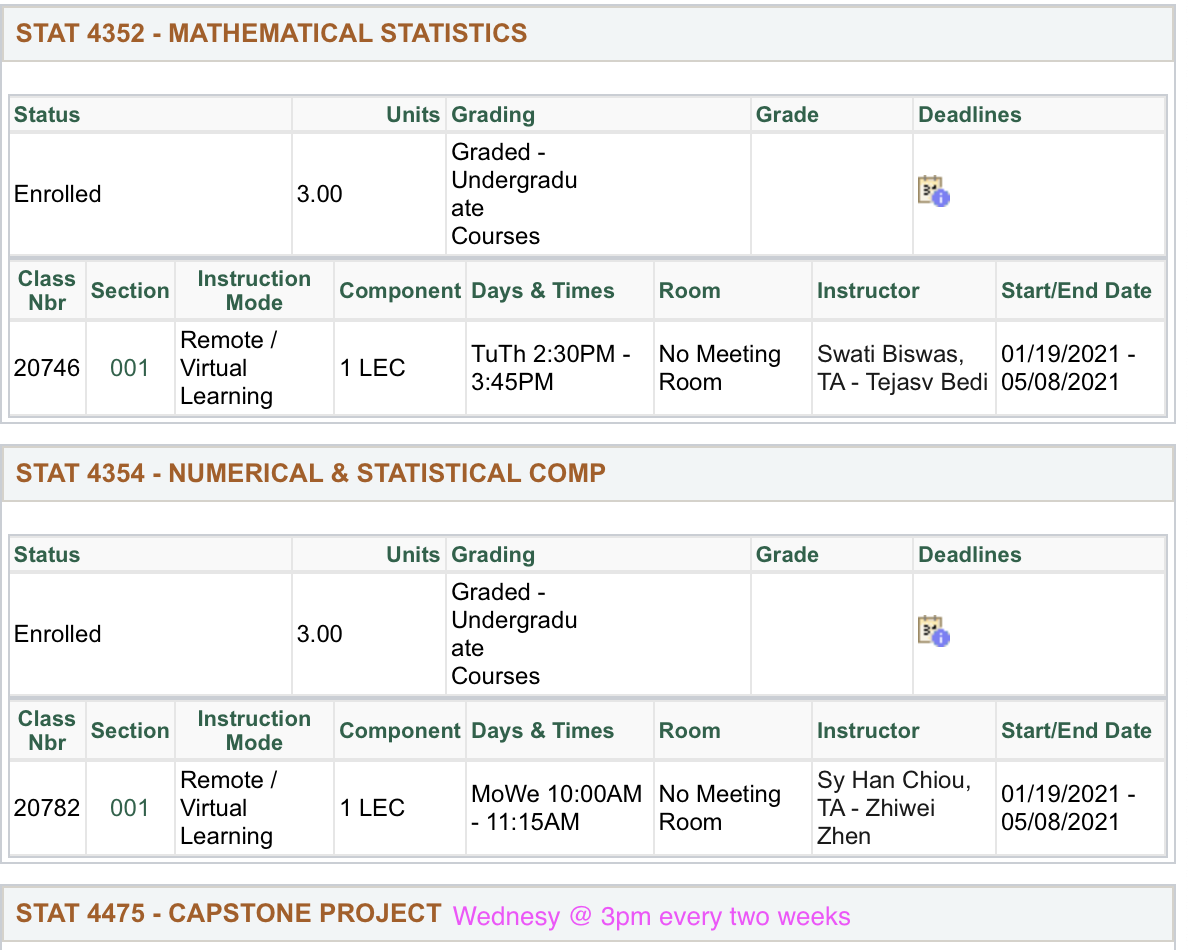 STAT 4352 - MATHEMATICAL STATISTICS
Status Units Grading Grade Deadlines
Enrolled 3.00
Graded -
Undergradu
ate
Courses
31
Class
Nbr
Section
Instruction
Mode
Component
Days & Times
Room
Instructor
Start/End Date
20746
001
Remote /
Virtual
Learning
1 LEC
TuTh 2:30PM -
3:45PM
No Meeting
Room
Swati Biswas,
TA - Tejasv Bedi
01/19/2021 -
05/08/2021
STAT 4354 - NUMERICAL & STATISTICAL COMP
Status Units Grading Grade Deadlines
Enrolled 3.00
Graded -
Undergradu
ate
Courses
31
Class
Nbr
Section
Instruction
Mode
Component
Days & Times
Room
Instructor
Start/End Date
20782
001
Remote /
Virtual
Learning
1 LEC
MoWe 10:00AM
- 11:15AM
No Meeting
Room
Sy Han Chiou,
TA - Zhiwei
Zhen
01/19/2021 -
05/08/2021
STAT 4475 - CAPSTONE PROJECT Wednesy @ 3pm every two weeks